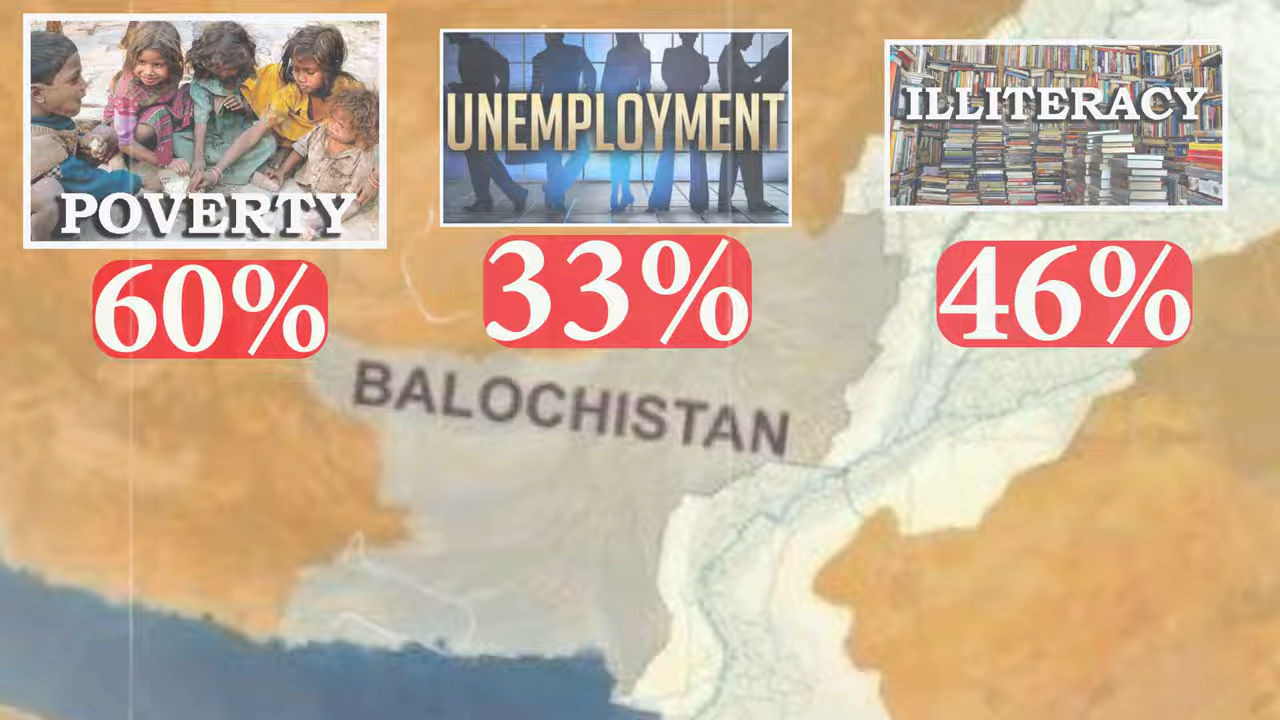 POVERTY
60%
UNEMPLOYMENT
33%
ILLITERACY
46%
BALOCHISTAN